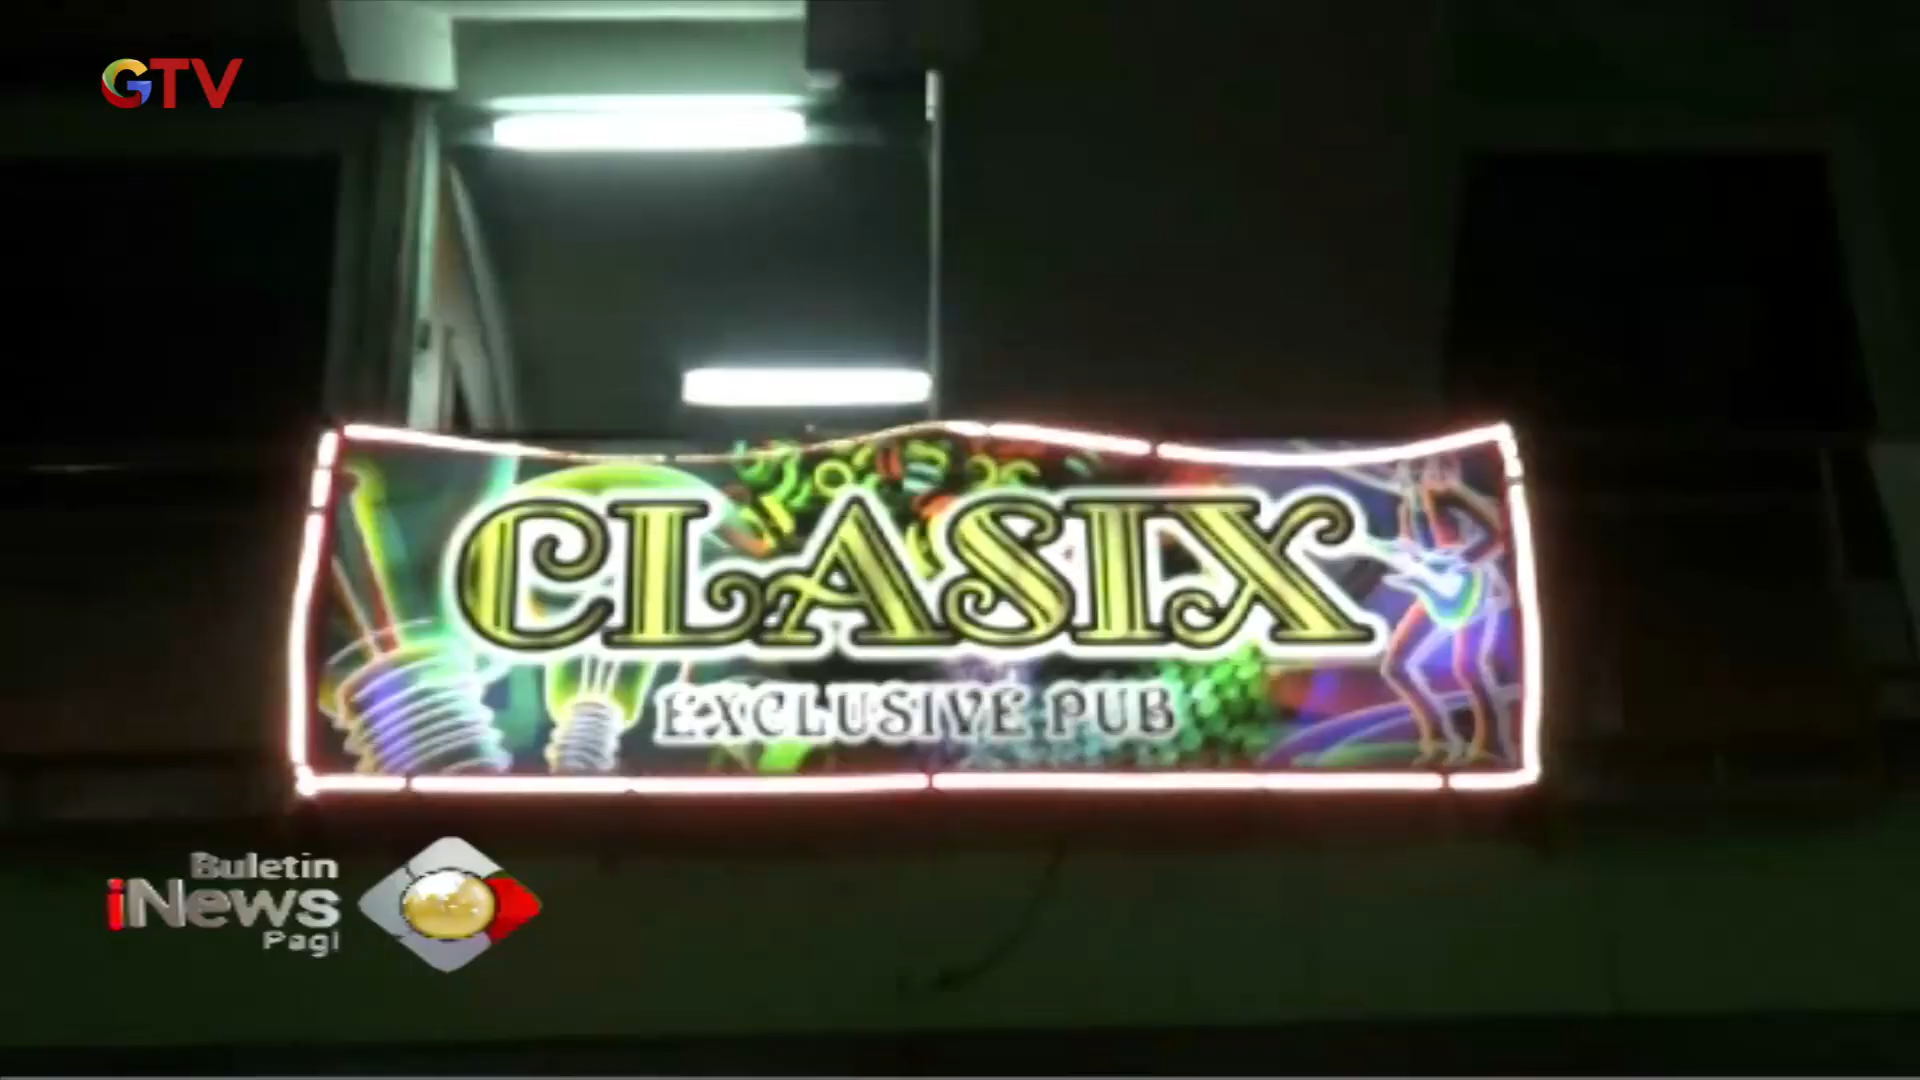 GTV
CLASIX
EXCLUSIVE PUB
Buletin
iNews
Pagi